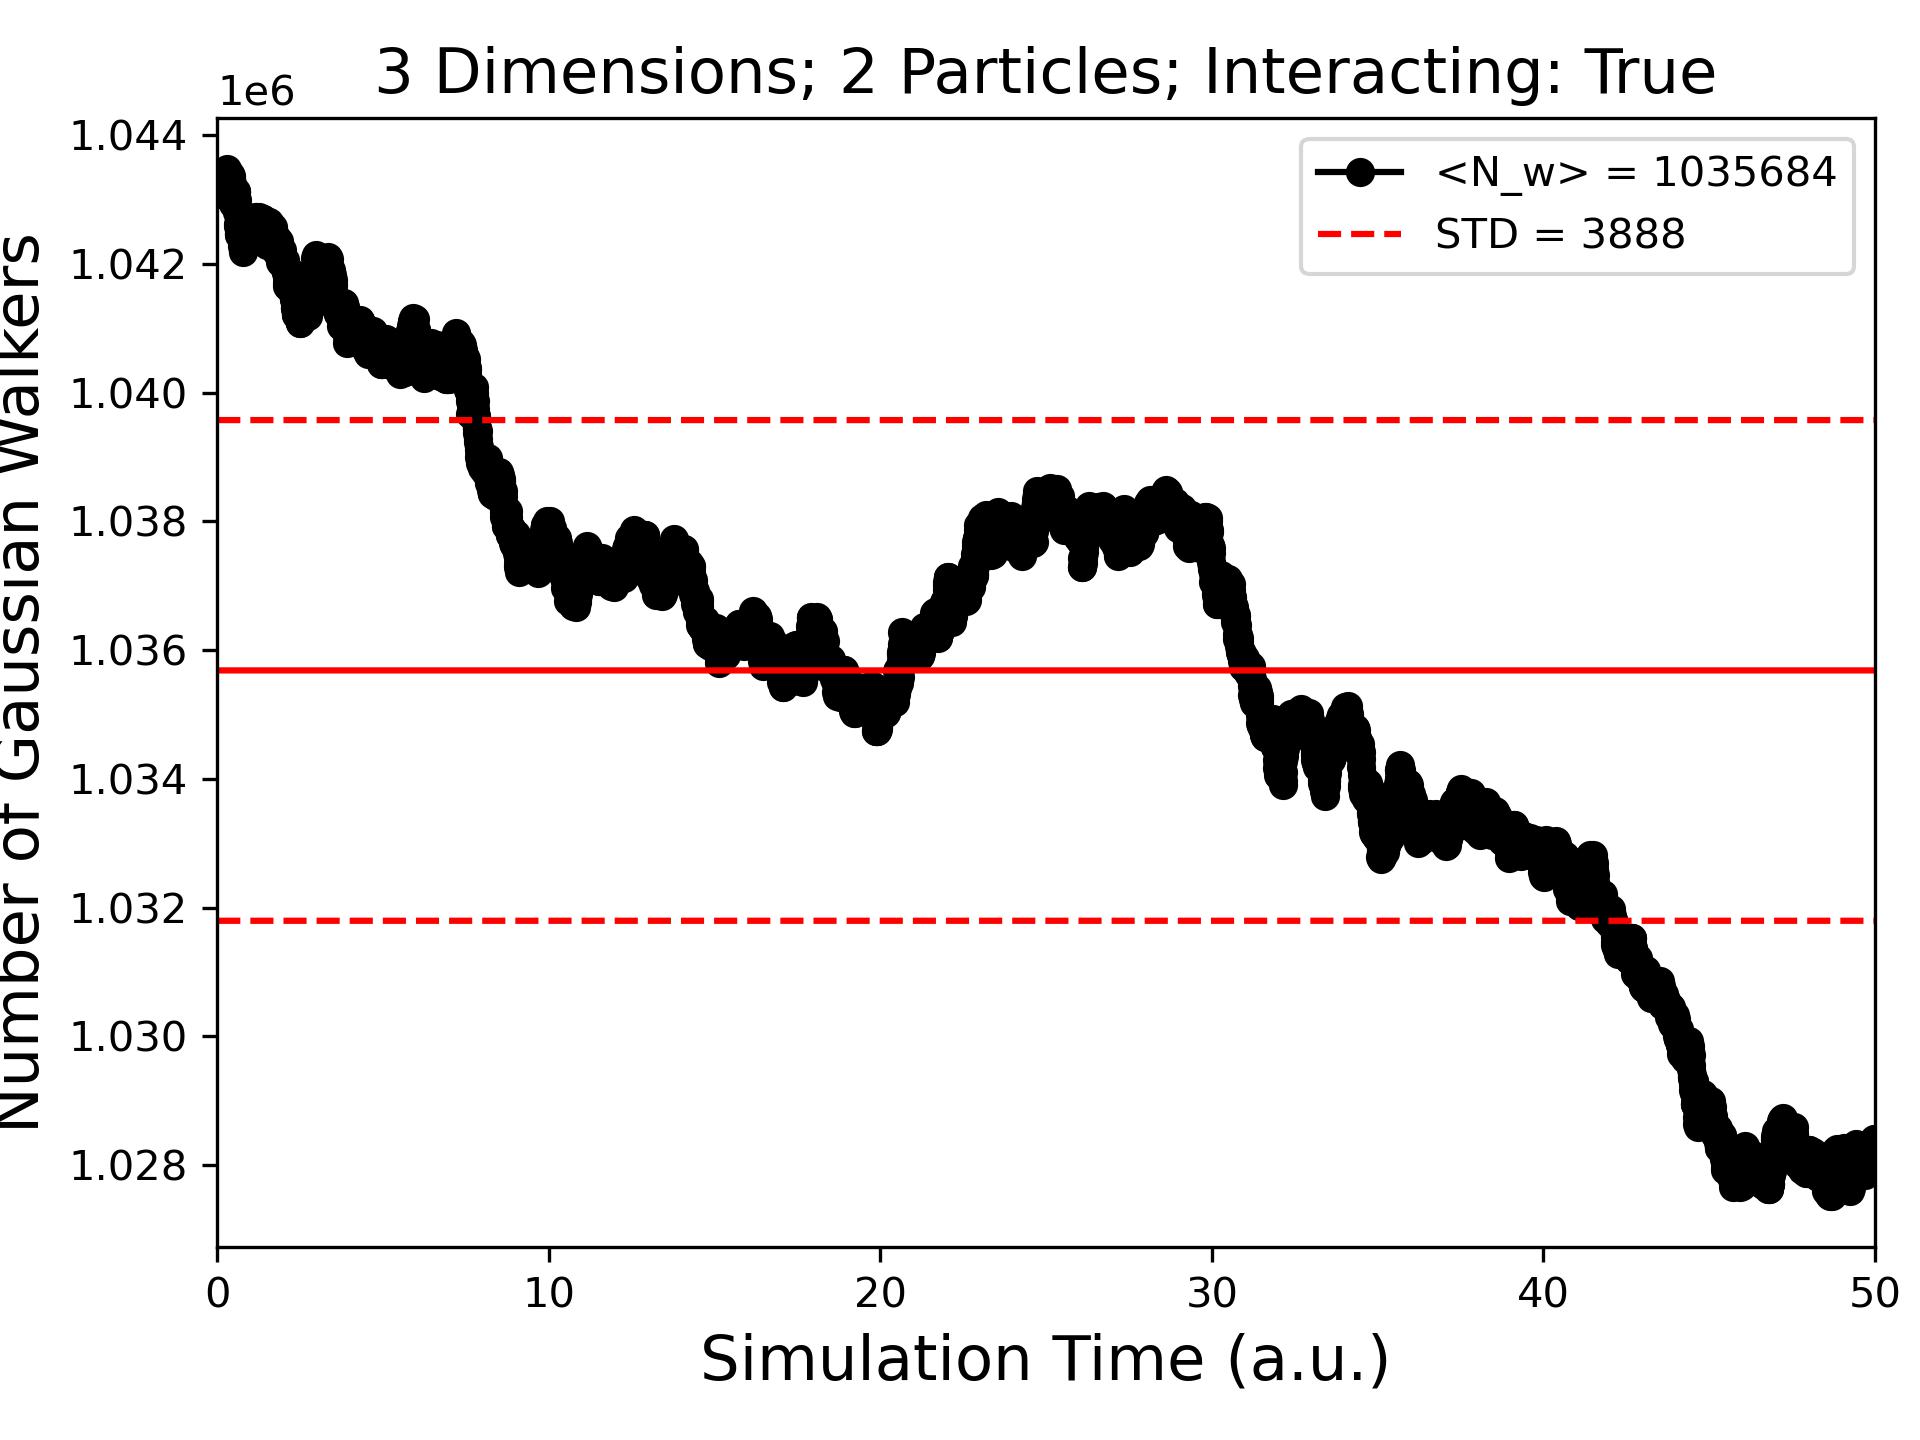 3 Dimensions; 2 Particles; Interacting: True
1e6
<N_w> = 1035684
STD = 3888
1.044
1.042
1.040
1.038
1.036
1.034
1.032
1.030
1.028
Number of Gaussian Walkers
0 10 20 30 40 50
Simulation Time (a.u.)